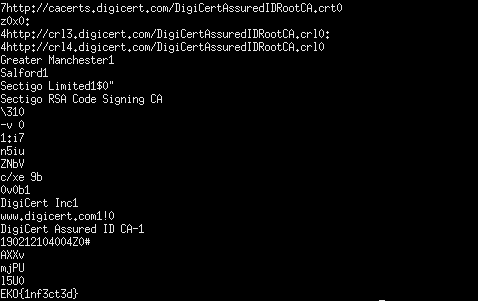 7http://cacerts.digicert.com/DigiCertAssuredIDRootCA.crt0
z0x0:
4http://crl3.digicert.com/DigiCertAssuredIDRootCA.crl0:
4http://crl4.digicert.com/DigiCertAssuredIDRootCA.crl0
Greater Manchester1
Salford1
Sectigo Limited1$0"
Sectigo RSA Code Signing CA
\310
-v 0
1:i7
n5iu
ZNbV
c/xe 9b
0v0b1
DigiCert Inc1
www.digicert.com1!0
DigiCert Assured ID CA-1
190212104004Z0#
AXXv
mjPU
l5U0
EKO{1nf3ct3d}